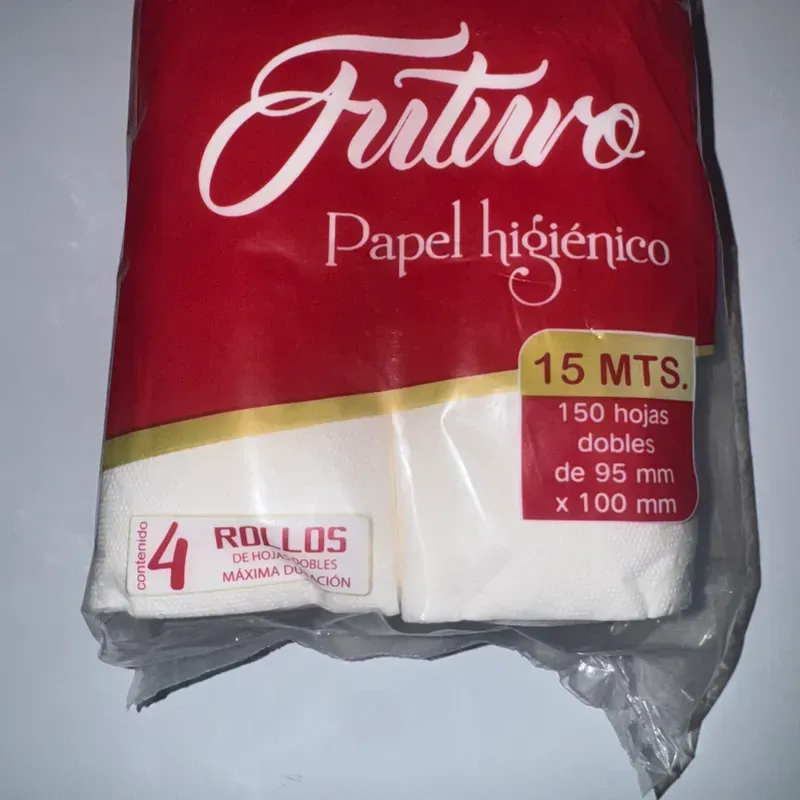 Futuro
Papel higiénico
15 MTS.
150 hojas
dobles
de 95 mm
x 100 mm
contenido
4 ROLLOS
DE HOJAS DOBLES
MÁXIMA DURACIÓN